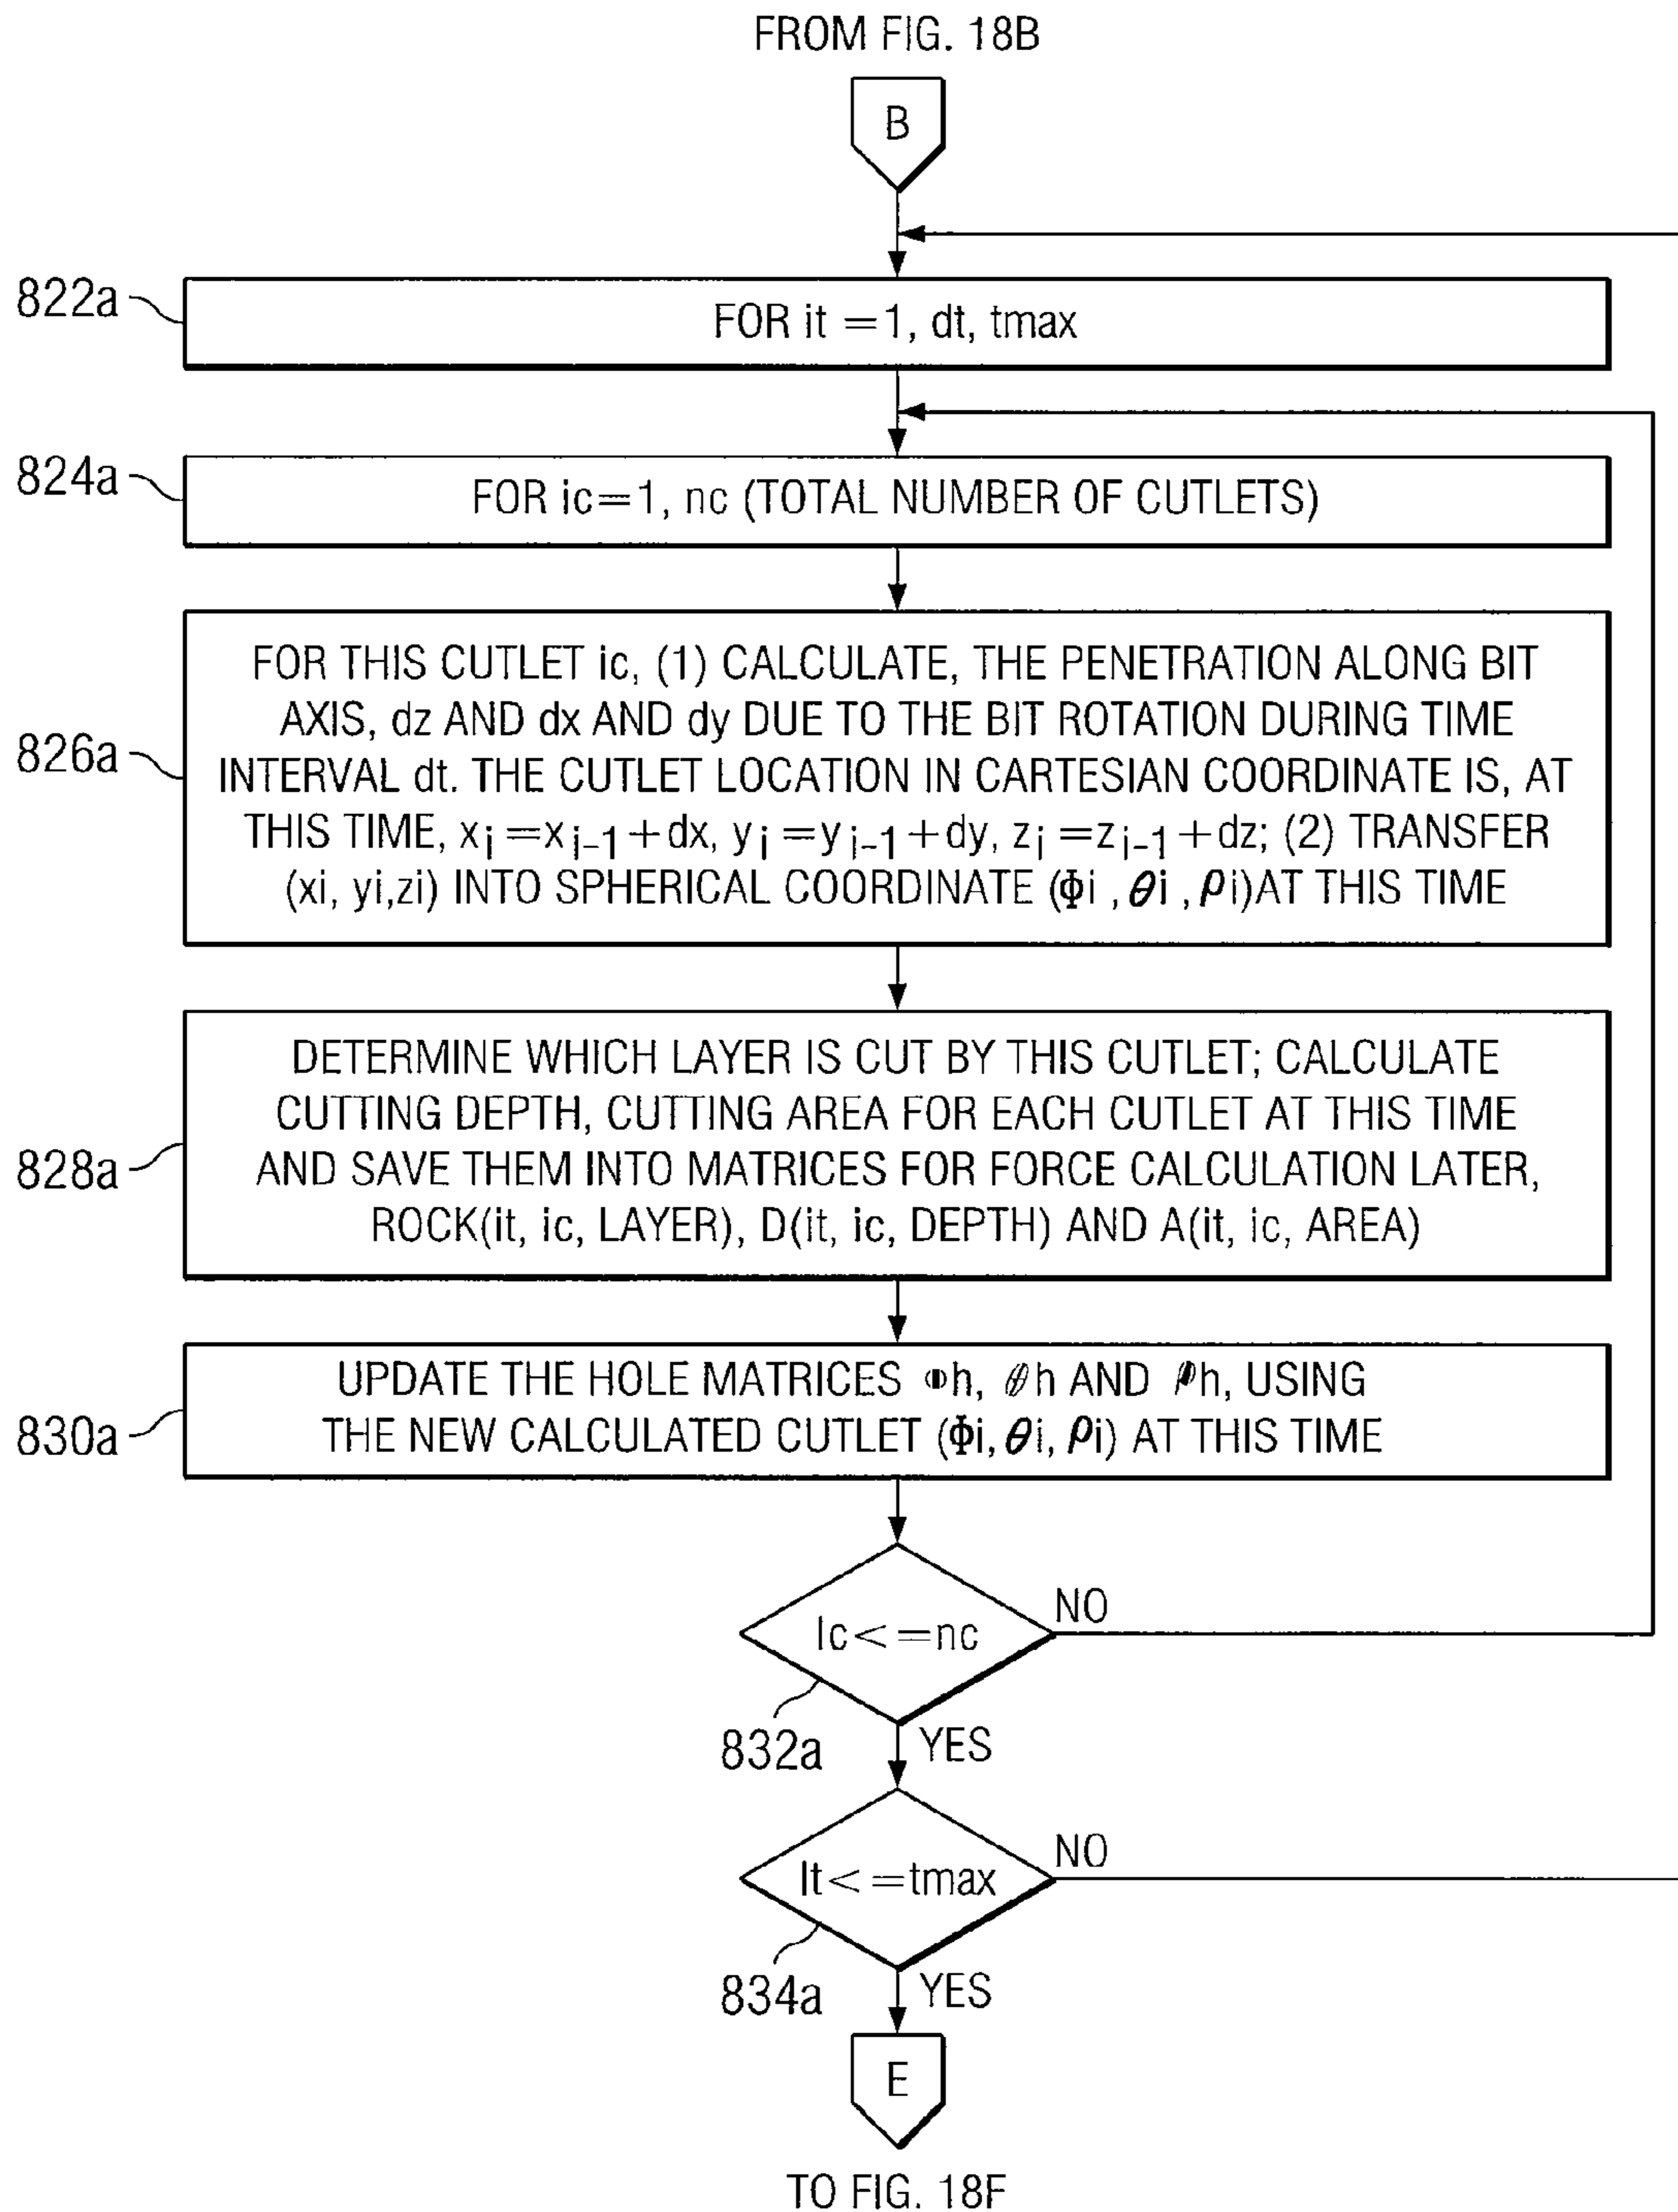 FROM FIG. 18B
B
822a
FOR it =1, dt, tmax
824a
FOR ic=1, nc (TOTAL NUMBER OF CUTLETS)
826a
FOR THIS CUTLET ic, (1) CALCULATE, THE PENETRATION ALONG BIT
AXIS, dz AND dx AND dy DUE TO THE BIT ROTATION DURING TIME
INTERVAL dt. THE CUTLET LOCATION IN CARTESIAN COORDINATE IS, AT
THIS TIME, xi =xi-1 +dx, yi =yi-1 +dy, zi =zi-1 +dz; (2) TRANSFER
(xi, yi,zi) INTO SPHERICAL COORDINATE (Φi , θi , ρi)AT THIS TIME
828a
DETERMINE WHICH LAYER IS CUT BY THIS CUTLET; CALCULATE
CUTTING DEPTH, CUTTING AREA FOR EACH CUTLET AT THIS TIME
AND SAVE THEM INTO MATRICES FOR FORCE CALCULATION LATER,
ROCK(it, ic, LAYER), D(it, ic, DEPTH) AND A(it, ic, AREA)
830a
UPDATE THE HOLE MATRICES Φh, θh AND ρh, USING
THE NEW CALCULATED CUTLET (Φi, θi, ρi) AT THIS TIME
Ic<=nc
NO
832a
YES
It<=tmax
NO
834a
YES
E
TO FIG. 18F